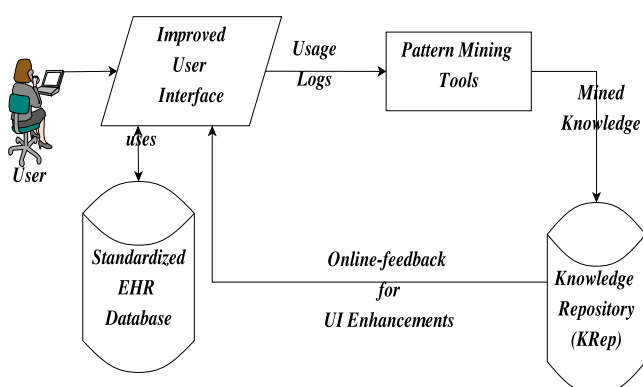 Improved
User
Interface
Usage
Logs
Pattern Mining
Tools
Mined
Knowledge
uses
User
Standardized
EHR
Database
Online-feedback
for
UI Enhancements
Knowledge
Repository
(KRep)